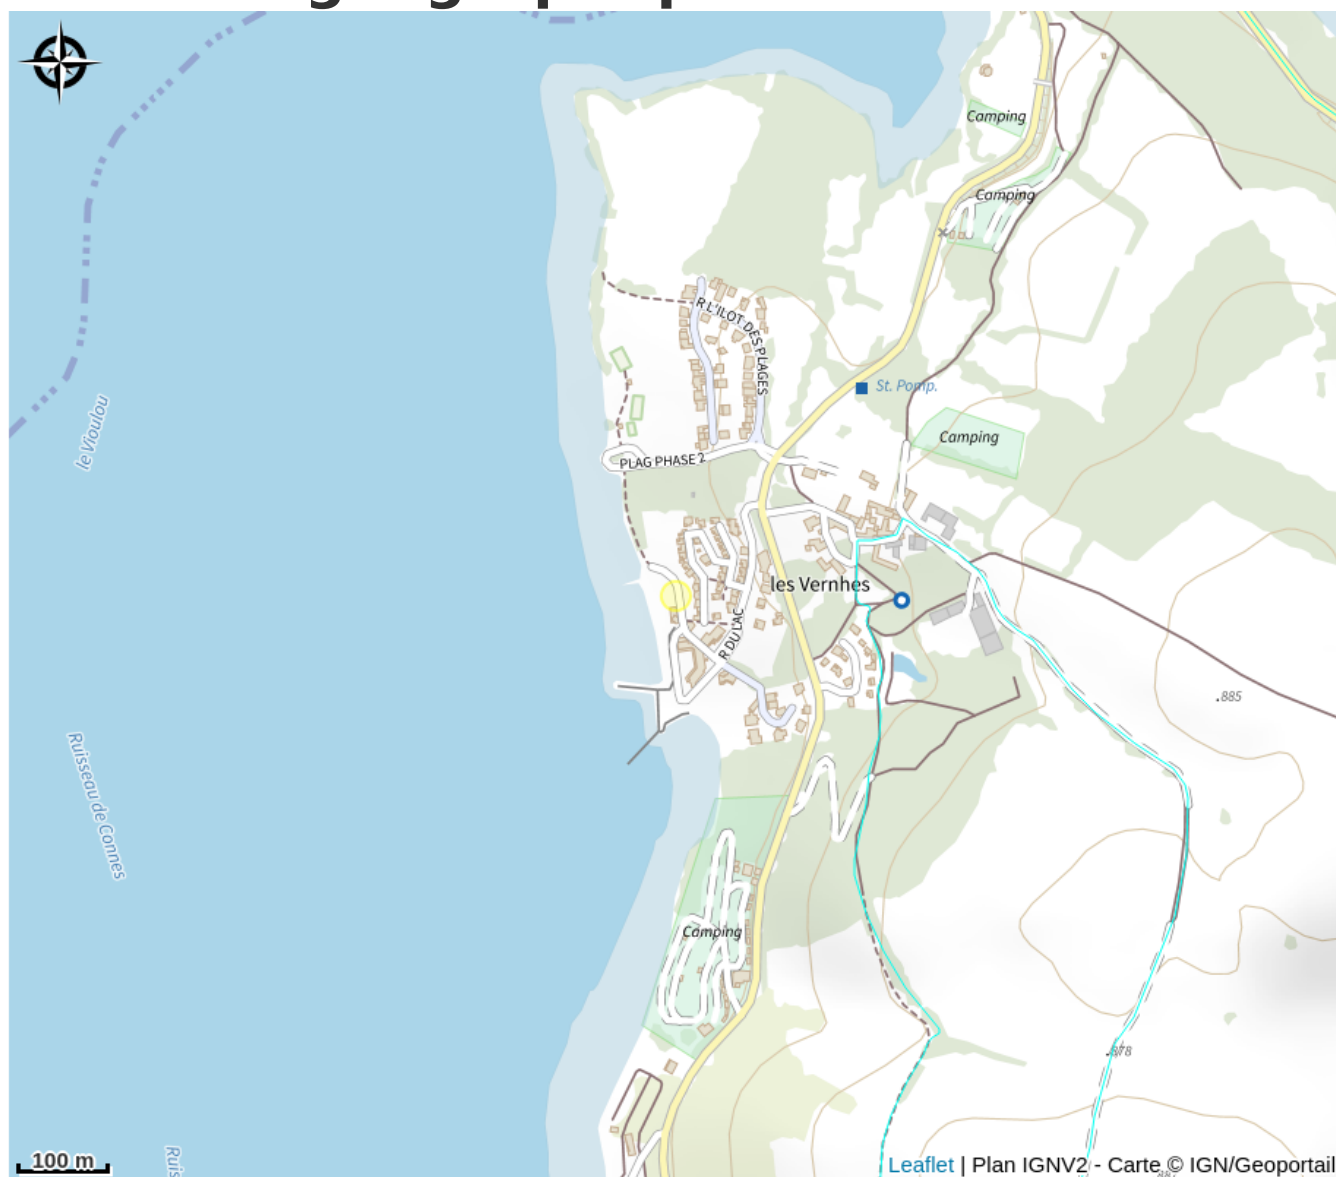 Camping
Camping
R L'ILOT DES PLAGES
St. Pomp.
le Vioulou
Camping
PLAG PHASE 2
les Vernhes
R DU LAC
.885
Ruisseau de Connes
Camping
.878
100 m
Leaflet | Plan IGNV2 - Carte © IGN/Geoportail